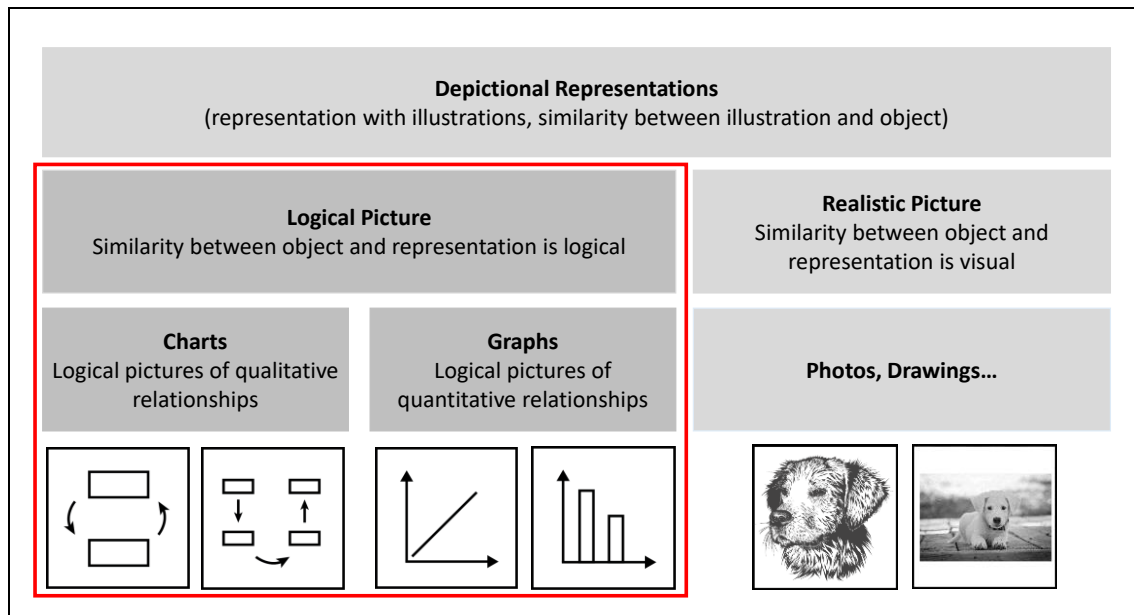 Depictional Representations
(representation with illustrations, similarity between illustration and object)
Logical Picture
Similarity between object and representation is logical
Realistic Picture
Similarity between object and
representation is visual
Charts
Logical pictures of qualitative
relationships
Graphs
Logical pictures of
quantitative relationships
Photos, Drawings…